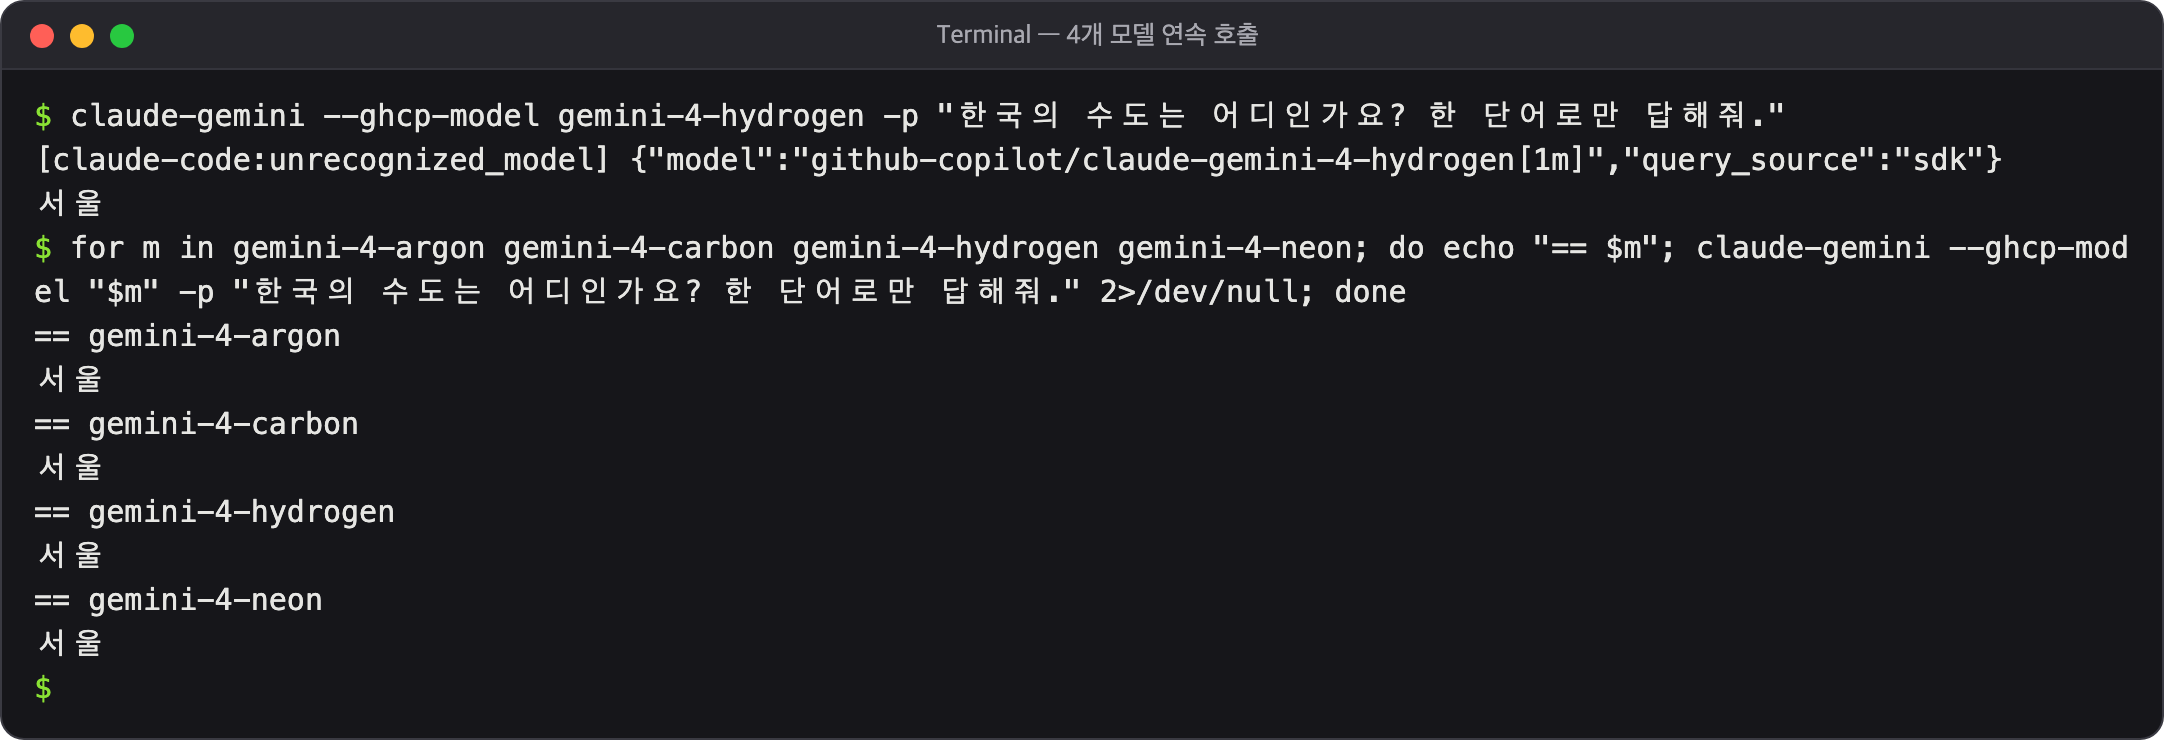 Terminal — 4개 모델 연속 호출
$ claude-gemini --ghcp-model gemini-4-hydrogen -p "한국의 수도는 어디인가요? 한 단어로만 답해줘."
[claude-code:unrecognized_model] {"model":"github-copilot/claude-gemini-4-hydrogen[1m]","query_source":"sdk"}
서울
$ for m in gemini-4-argon gemini-4-carbon gemini-4-hydrogen gemini-4-neon; do echo "== $m"; claude-gemini --ghcp-mod
el "$m" -p "한국의 수도는 어디인가요? 한 단어로만 답해줘." 2>/dev/null; done
== gemini-4-argon
서울
== gemini-4-carbon
서울
== gemini-4-hydrogen
서울
== gemini-4-neon
서울
$